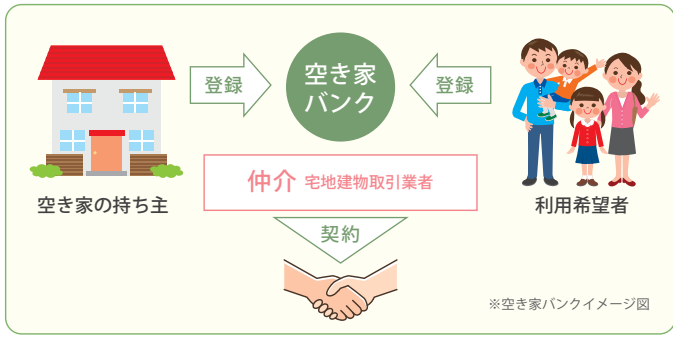 登録
空き家
バンク
登録
仲介 宅地建物取引業者
空き家の持ち主
利用希望者
契約
※空き家バンクイメージ図